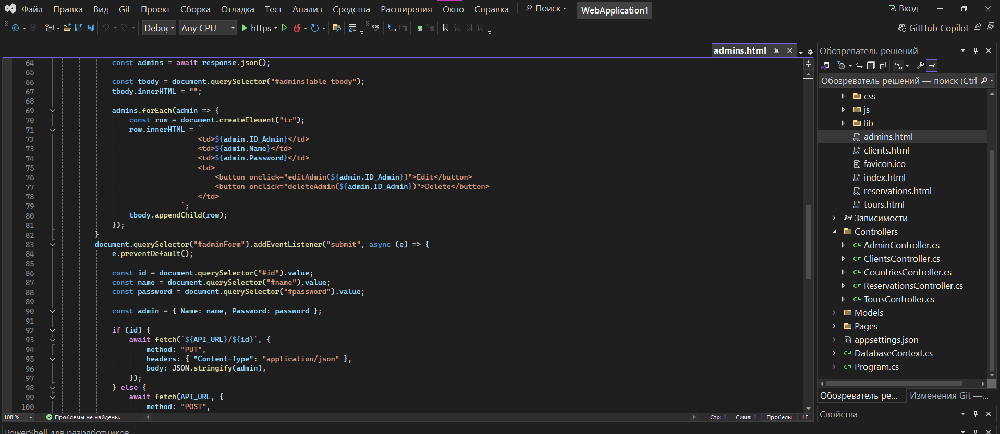 Файл Правка Вид Git Проект Сборка Отладка Тест Анализ Средства Расширения Окно Справка Поиск WebApplication1 Вход
Debug Any CPU https GitHub Copilot
admins.html
64 const admins = await response.json();
65
66 const tbody = document.querySelector("#adminsTable tbody");
67 tbody.innerHTML = "";
68
69 admins.forEach(admin => {
70 const row = document.createElement("tr");
71 row.innerHTML = `
72 <td>${admin.ID_Admin}</td>
73 <td>${admin.Name}</td>
74 <td>${admin.Password}</td>
75 <td>
76 <button onclick="editAdmin(${admin.ID_Admin})">Edit</button>
77 <button onclick="deleteAdmin(${admin.ID_Admin})">Delete</button>
78 </td>
79 `;
80 tbody.appendChild(row);
81 });
82 }
83 document.querySelector("#adminForm").addEventListener("submit", async (e) => {
84 e.preventDefault();
85
86 const id = document.querySelector("#id").value;
87 const name = document.querySelector("#name").value;
88 const password = document.querySelector("#password").value;
89
90 const admin = { Name: name, Password: password };
91
92 if (id) {
93 await fetch(`${API_URL}/${id}`, {
94 method: "PUT",
95 headers: { "Content-Type": "application/json" },
96 body: JSON.stringify(admin),
97 });
98 } else {
99 await fetch(API_URL, {
100 method: "POST",
108 % Проблемы не найдены. Стр: 1 Симв: 1 Пробелы LF
PowerShell для разработчиков
Обозреватель решений
Обозреватель решений — поиск (Ctrl
css
js
lib
admins.html
clients.html
favicon.ico
index.html
reservations.html
tours.html
Зависимости
Controllers
C# AdminController.cs
C# ClientsController.cs
C# CountriesController.cs
C# ReservationsController.cs
C# ToursController.cs
Models
Pages
appsettings.json
C# DatabaseContext.cs
C# Program.cs
Обозреватель ре... Изменения Git —...
Свойства